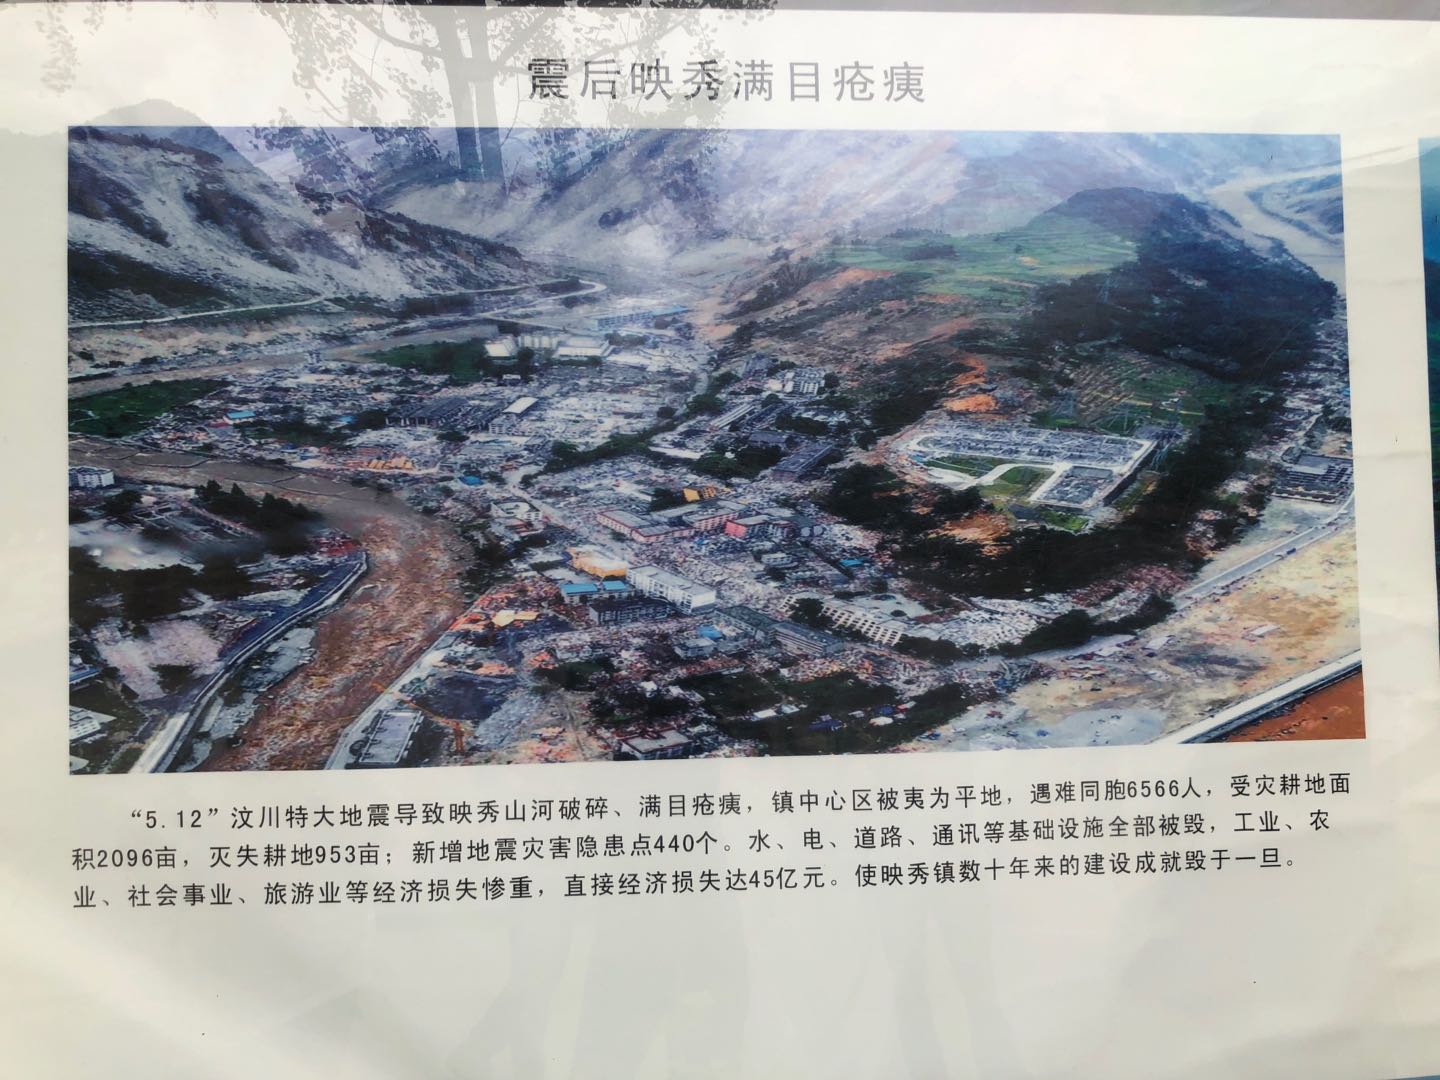 震后映秀满目疮痍
“5.12”汶川特大地震导致映秀山河破碎、满目疮痍，镇中心区被夷为平地，遇难同胞6566人，受灾耕地面
积2096亩，灭失耕地953亩；新增地震灾害隐患点440个。水、电、道路、通讯等基础设施全部被毁，工业、农
业、社会事业、旅游业等经济损失惨重，直接经济损失达45亿元。使映秀镇数十年来的建设成就毁于一旦。